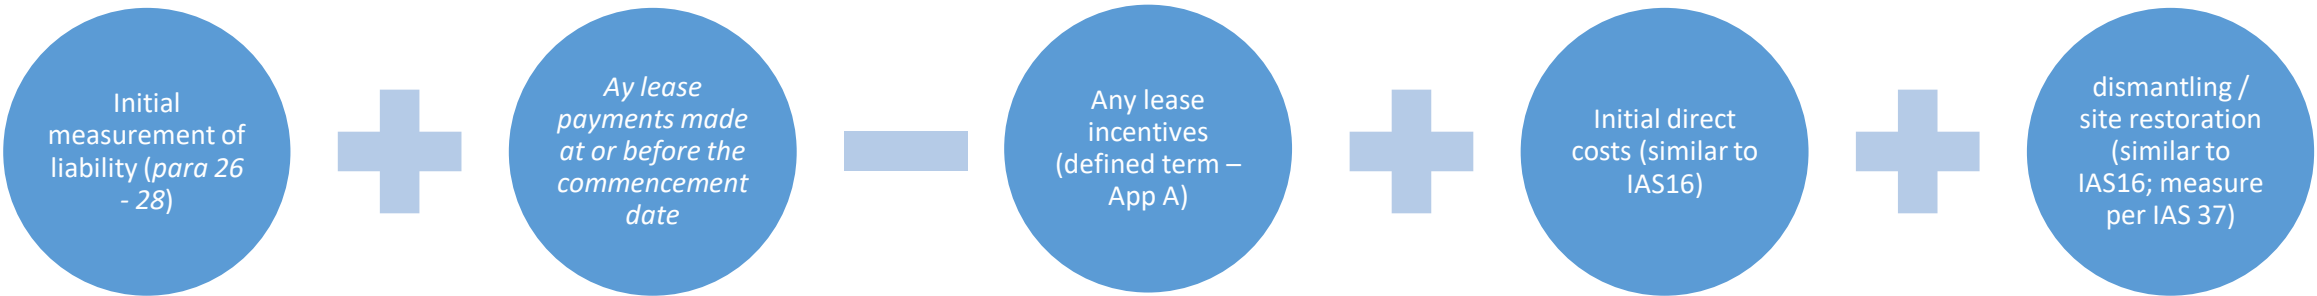 Initial
measurement of
liability (para 26
- 28)
Ay lease
payments made
at or before the
commencement
date
Any lease
incentives
(defined term –
App A)
Initial direct
costs (similar to
IAS16)
dismantling /
site restoration
(similar to
IAS16; measure
per IAS 37)